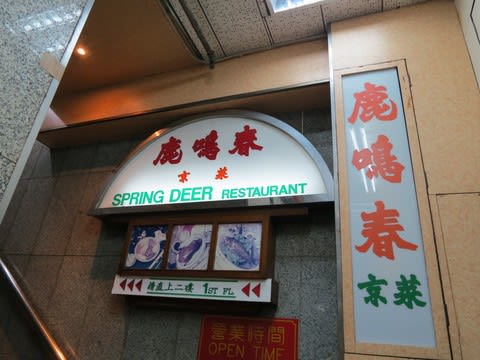 鹿鳴春
京菜
SPRING DEER RESTAURANT
請直上二樓 1ST FL.
營業時間
OPEN TIME
鹿鳴春
京菜